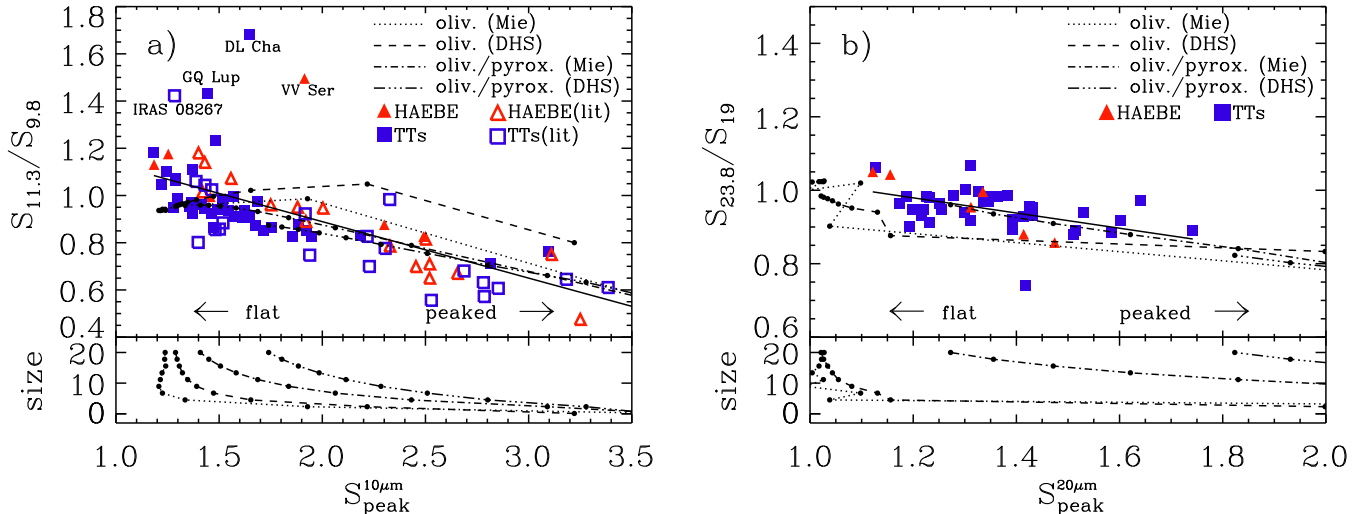 a)
DL Cha
GQ Lup
VV Ser
IRAS 08267
oliv. (Mie)
oliv. (DHS)
oliv./pyrox. (Mie)
oliv./pyrox. (DHS)
HAEBE HAEBE(lit)
TTs TTs(lit)
← flat peaked →
S11.3/S9.8
1.8
1.6
1.4
1.2
1.0
0.8
0.6
0.4
size
20
10
0
1.0 1.5 2.0 2.5 3.0 3.5
S10μm peak
b)
oliv. (Mie)
oliv. (DHS)
oliv./pyrox. (Mie)
oliv./pyrox. (DHS)
HAEBE TTs
← flat peaked →
S23.8/S19
1.4
1.2
1.0
0.8
0.6
size
20
10
0
1.0 1.2 1.4 1.6 1.8 2.0
S20μm peak